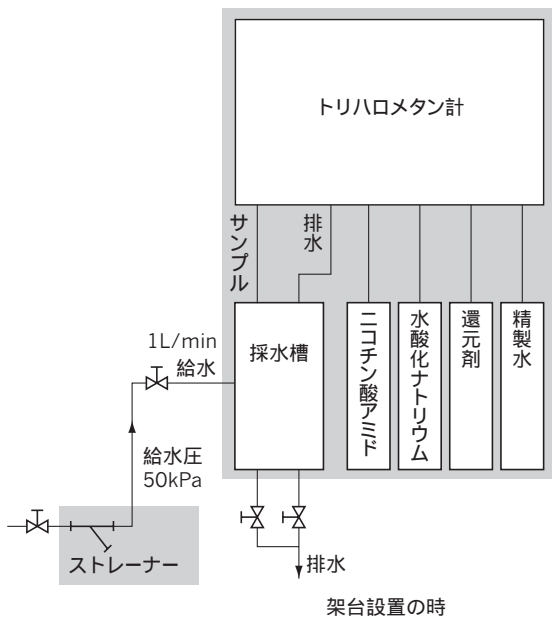 トリハロメタン計
サンプル
排水
1L/min
給水
採水槽
ニコチン酸アミド
水酸化ナトリウム
還元剤
精製水
給水圧
50kPa
ストレーナー
排水
架台設置の時